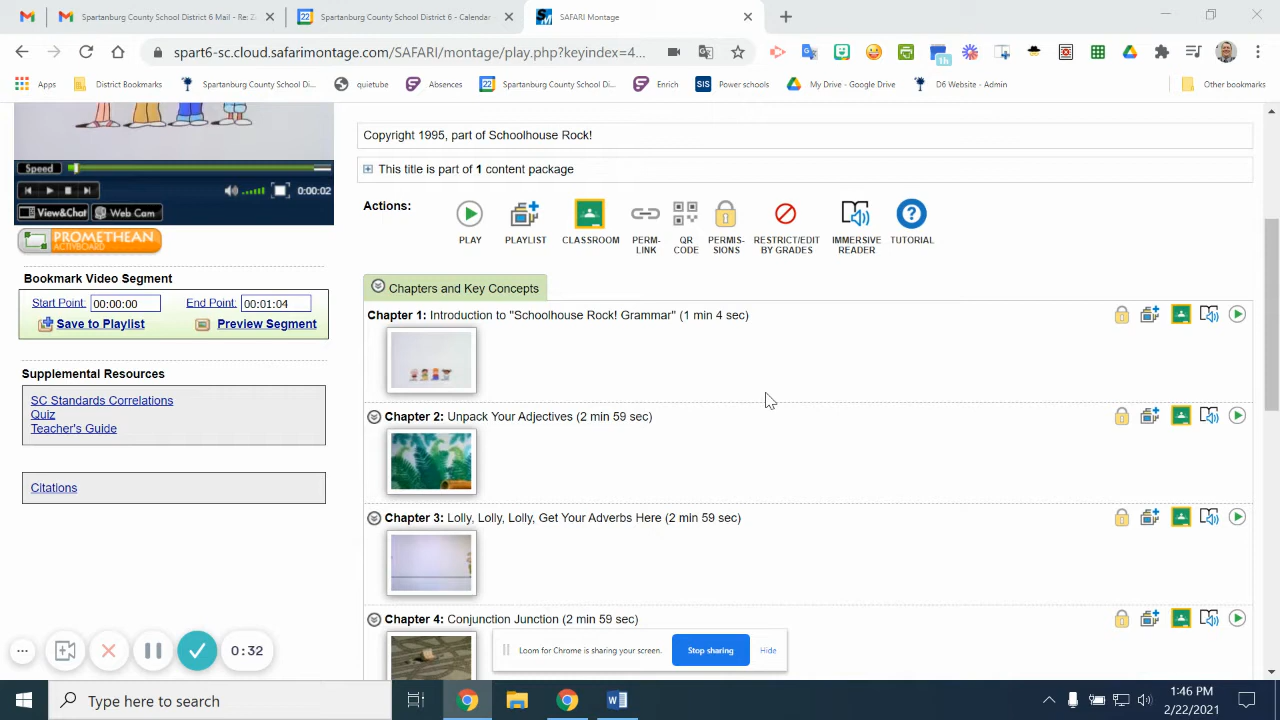 Spartanburg County School District 6 Mail - Re: Z
Spartanburg County School District 6 - Calendar
SAFARI Montage
spart6-sc.cloud.safarimontage.com/SAFARI/montage/play.php?keyindex=4...
1h
Apps
District Bookmarks
Spartanburg County School Di...
quietube
Absences
Spartanburg County School Di...
Enrich
SIS
Power schools
My Drive - Google Drive
D6 Website - Admin
Other bookmarks
Speed
0:00:02
View&Chat
Web Cam
PROMETHEAN
ACTIVBOARD
Bookmark Video Segment
Start Point: 00:00:00
End Point: 00:01:04
Save to Playlist
Preview Segment
Supplemental Resources
SC Standards Correlations
Quiz
Teacher's Guide
Citations
Copyright 1995, part of Schoolhouse Rock!
This title is part of 1 content package
Actions:
PLAY
PLAYLIST
CLASSROOM
PERM-
LINK
QR
CODE
PERMIS-
SIONS
RESTRICT/EDIT
BY GRADES
IMMERSIVE
READER
TUTORIAL
Chapters and Key Concepts
Chapter 1: Introduction to "Schoolhouse Rock! Grammar" (1 min 4 sec)
Chapter 2: Unpack Your Adjectives (2 min 59 sec)
Chapter 3: Lolly, Lolly, Lolly, Get Your Adverbs Here (2 min 59 sec)
Chapter 4: Conjunction Junction (2 min 59 sec)
0:32
Loom for Chrome is sharing your screen.
Stop sharing
Hide
Type here to search
1:46 PM
2/22/2021